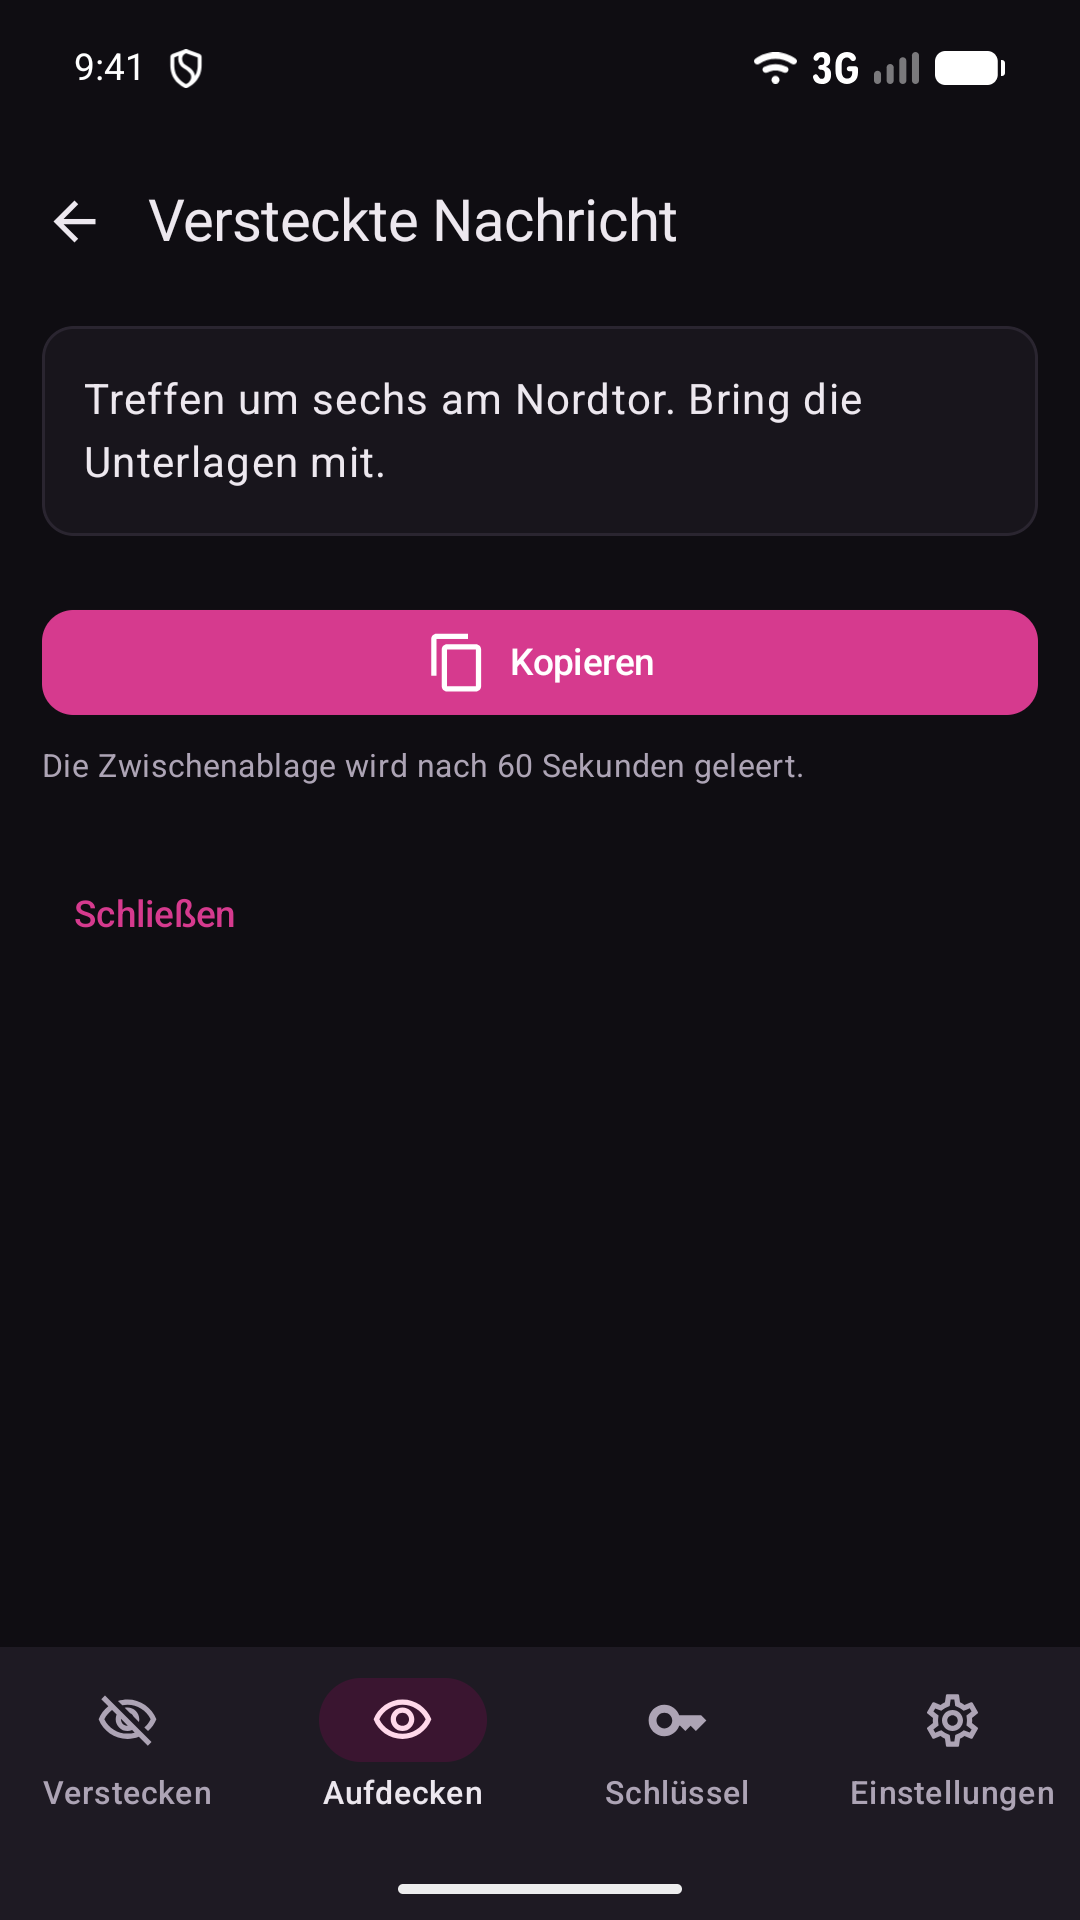 9:41
3G
Versteckte Nachricht
Treffen um sechs am Nordtor. Bring die
Unterlagen mit.
Kopieren
Die Zwischenablage wird nach 60 Sekunden geleert.
Schließen
Verstecken
Aufdecken
Schlüssel
Einstellungen